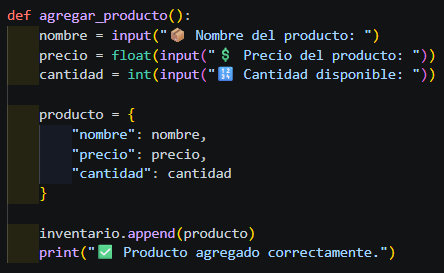 def agregar_producto():
    nombre = input("📦 Nombre del producto: ")
    precio = float(input("💲 Precio del producto: "))
    cantidad = int(input("🔢 Cantidad disponible: "))

    producto = {
        "nombre": nombre,
        "precio": precio,
        "cantidad": cantidad
    }

    inventario.append(producto)
    print("✅ Producto agregado correctamente.")